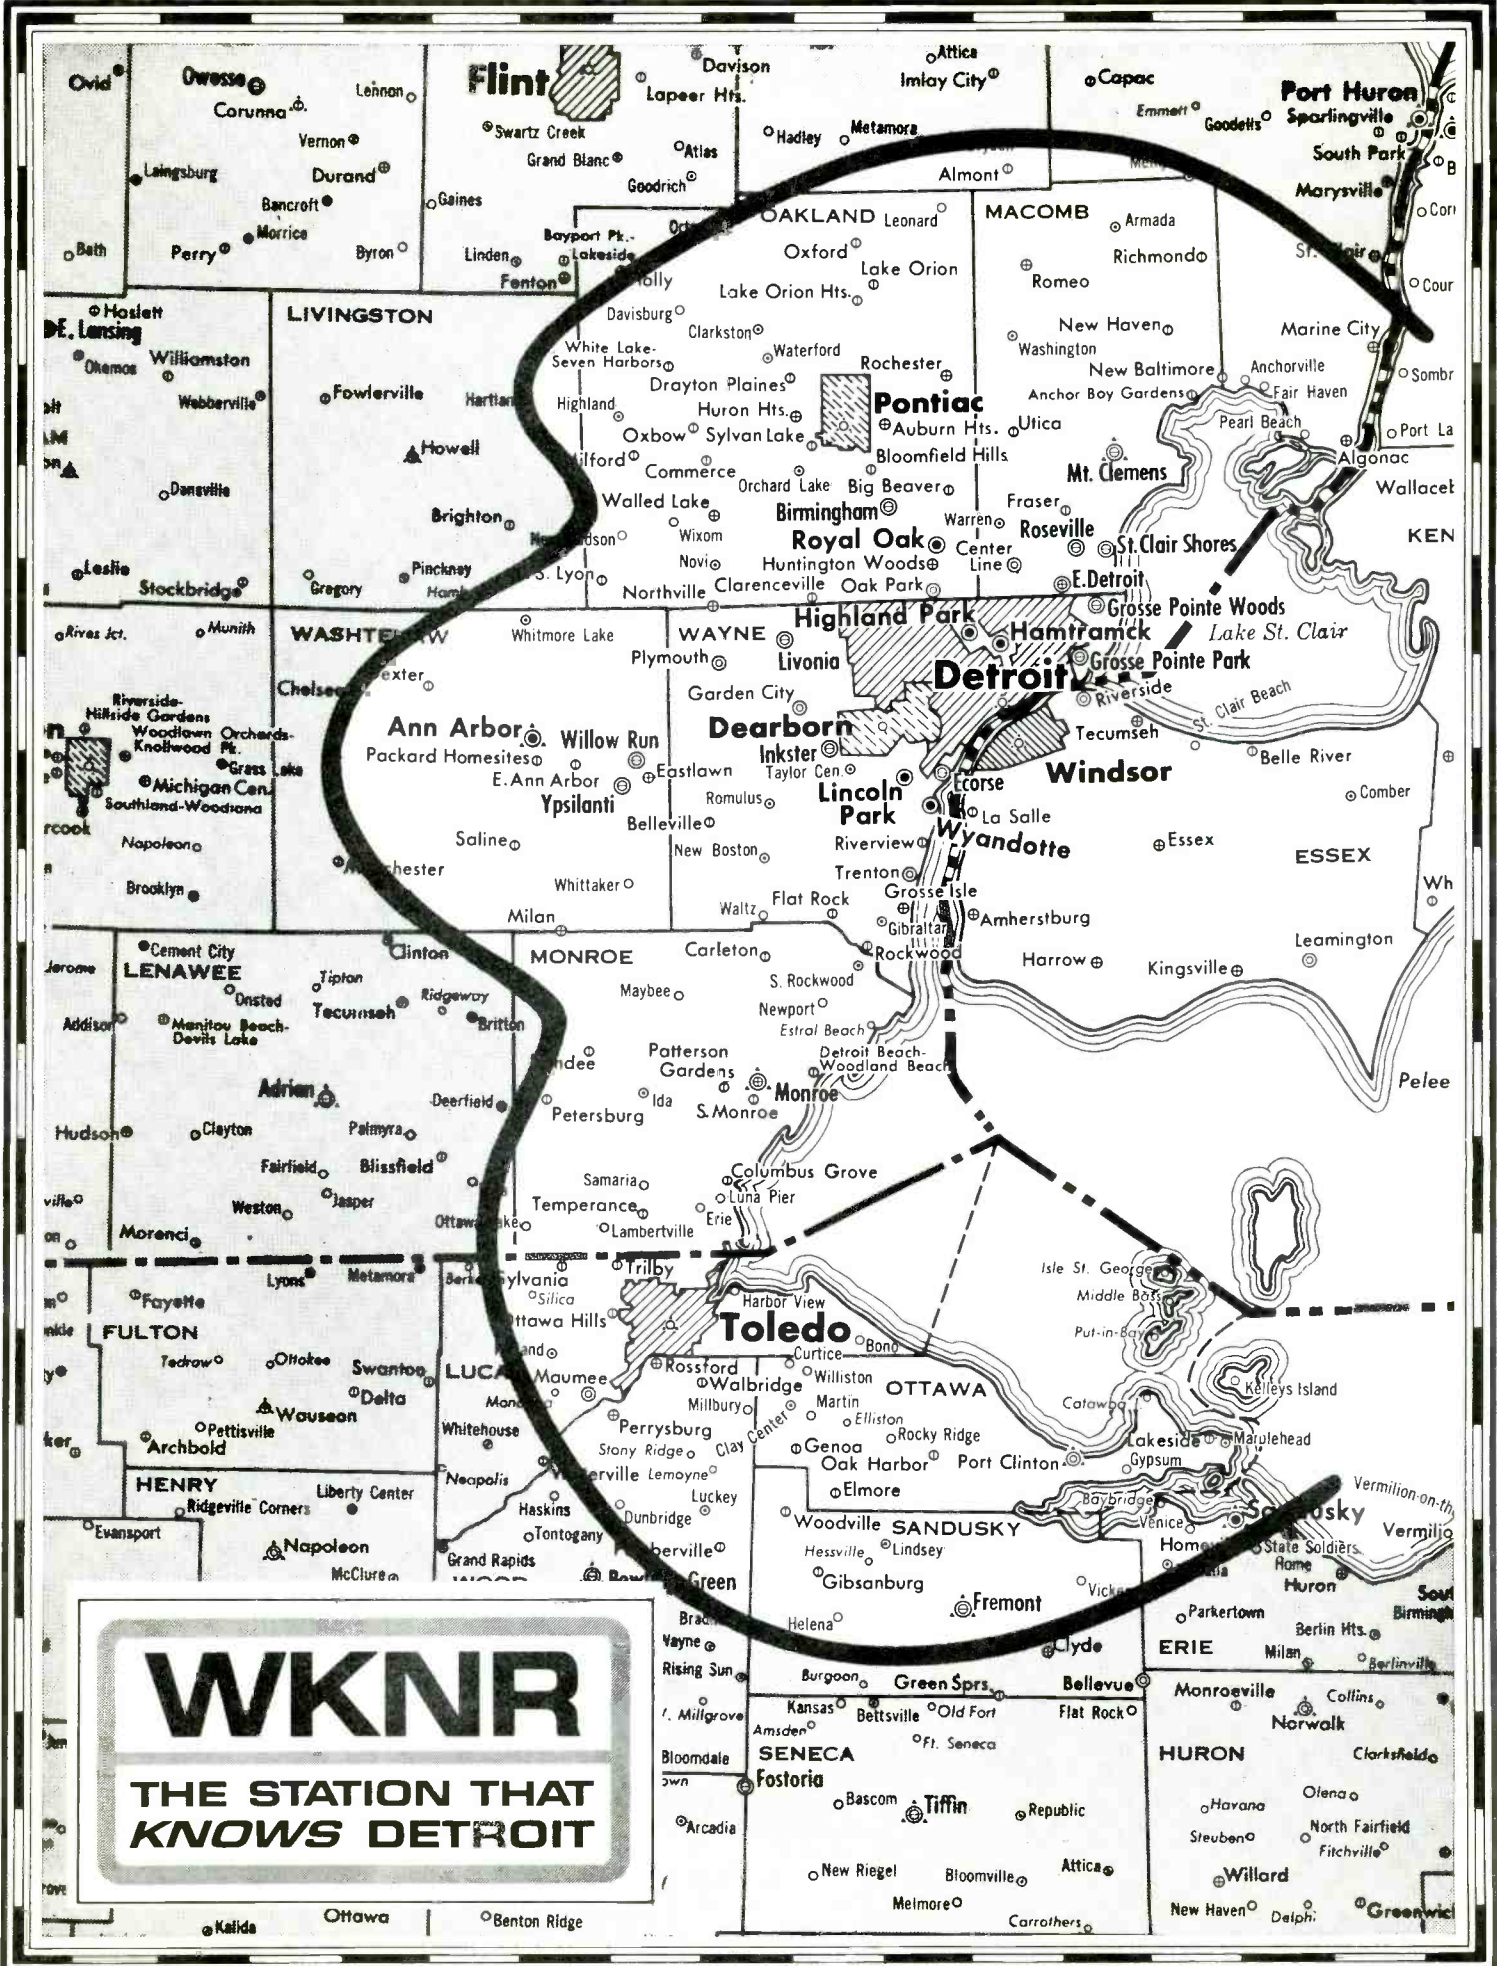 Ovid
Owosso
Corunna
Lennon
Flint
Davison
Lapeer Hts.
Attica
Imlay City
Capac
Emmett
Goodells
Port Huron
Sparlingville
South Park
Marysville
Vernon
Swartz Creek
Grand Blanc
Atlas
Hadley
Metamora
Laingsburg
Durand
Goodrich
Almont
Bancroft
Gaines
Morrice
Bath
Perry
Byron
Linden
Bayport Pk.-
Lakeside
Fenton
OAKLAND
Leonard
MACOMB
Armada
Oxford
Lake Orion
Richmond
Romeo
Lake Orion Hts.
Haslett
E. Lansing
Okemos
Williamston
Webberville
LIVINGSTON
Fowlerville
Howell
Davisburg
Clarkston
Waterford
White Lake-
Seven Harbors
Drayton Plaines
Rochester
New Haven
Washington
New Baltimore
Anchor Boy Gardens
Marine City
Anchorville
Fair Haven
Highland
Huron Hts.
Pontiac
Auburn Hts.
Utica
Pearl Beach
Port La
Oxbow
Sylvan Lake
Bloomfield Hills
Mt. Clemens
Algonac
Dansville
Commerce
Orchard Lake
Big Beaver
Wallacet
Walled Lake
Birmingham
Fraser
Brighton
Wixom
Royal Oak
Warren
Roseville
KEN
Novi
Huntington Woods
Center
Line
St. Clair Shores
Leslie
Stockbridge
Gregory
Pinckney
S. Lyon
Northville
Clarenceville
Oak Park
E. Detroit
Highland Park
Grosse Pointe Woods
Rives Jct.
Munith
WASHTENAW
Whitmore Lake
WAYNE
Livonia
Hamtramck
Lake St. Clair
Plymouth
Detroit
Grosse Pointe Park
Chelsea
Garden City
Riverside
St. Clair Beach
Riverside-
Hillside Gardens
Woodlawn Orchards-
Knollwood Pk.
Grass Lake
Michigan Cen.
Southland-Woodiana
Ann Arbor
Packard Homesites
Willow Run
E. Ann Arbor
Eastlawn
Ypsilanti
Dearborn
Inkster
Taylor Cen.
Tecumseh
Belle River
Windsor
Ecorse
Lincoln
Park
Romulus
Comber
Napoleon
Saline
Belleville
La Salle
Wyandotte
New Boston
Riverview
Essex
ESSEX
Brooklyn
Whittaker
Trenton
Grosse Isle
Wh
Milan
Waltz
Flat Rock
Gibraltar
Amherstburg
Cement City
LENAWEE
Clinton
MONROE
Carleton
Rockwood
Leamington
Jerome
Onsted
Tipton
Tecumseh
Ridgeway
Maybee
S. Rockwood
Harrow
Kingsville
Addison
Manitou Beach-
Devils Lake
Britton
Newport
Estral Beach
Adrian
Patterson
Gardens
Detroit Beach-
Woodland Beach
Pelee
Deerfield
Petersburg
Ida
S. Monroe
Monroe
Hudson
Clayton
Palmyra
Fairfield
Blissfield
Weston
Jasper
Samaria
Columbus Grove
Luna Pier
Temperance
Erie
Morenci
Lambertville
Lyons
Metamora
Sylvania
Trilby
Isle St. George
Middle Bass
Fayette
Silica
Harbor View
Put-in-Bay
FULTON
Ottawa Hills
Toledo
Bono
Tedrow
Ottokee
Swanton
Delta
Maumee
Rossford
Curtice
Walbridge
Williston
OTTAWA
Kelleys Island
Wauseon
Pettisville
Archbold
Whitehouse
Perrysburg
Millbury
Clay Center
Martin
Elliston
Catawba
Stony Ridge
Genoa
Rocky Ridge
Lakeside
Marblehead
HENRY
Neapolis
Lemoyne
Oak Harbor
Port Clinton
Gypsum
Ridgeville Corners
Liberty Center
Haskins
Luckey
Elmore
Baybridge
Sandusky
Vermilion-on-th
Evansport
Tontogany
Dunbridge
Woodville
SANDUSKY
Venice
Vermilio
Napoleon
Grand Rapids
Hessville
Lindsey
State Soldiers
Home
McClure
Gibsonburg
Huron
Fremont
Helena
Parkertown
Birmingh
Berlin Hts.
Wayne
Clyde
ERIE
Milan
Berlinville
Rising Sun
Burgoon
Green Sprs.
Bellevue
Monroeville
Collins
Millgrove
Kansas
Bettsville
Old Fort
Flat Rock
Norwalk
Amsden
Ft. Seneca
Bloomdale
SENECA
HURON
Clarksfield
Fostoria
Bascom
Tiffin
Republic
Havana
Olena
Arcadia
Steuben
North Fairfield
Fitchville
New Riegel
Bloomville
Attica
Willard
Melmore
Carrothers
New Haven
Delphi
Greenwic
WKNR
THE STATION THAT
KNOWS DETROIT
Kalida
Ottawa
Benton Ridge